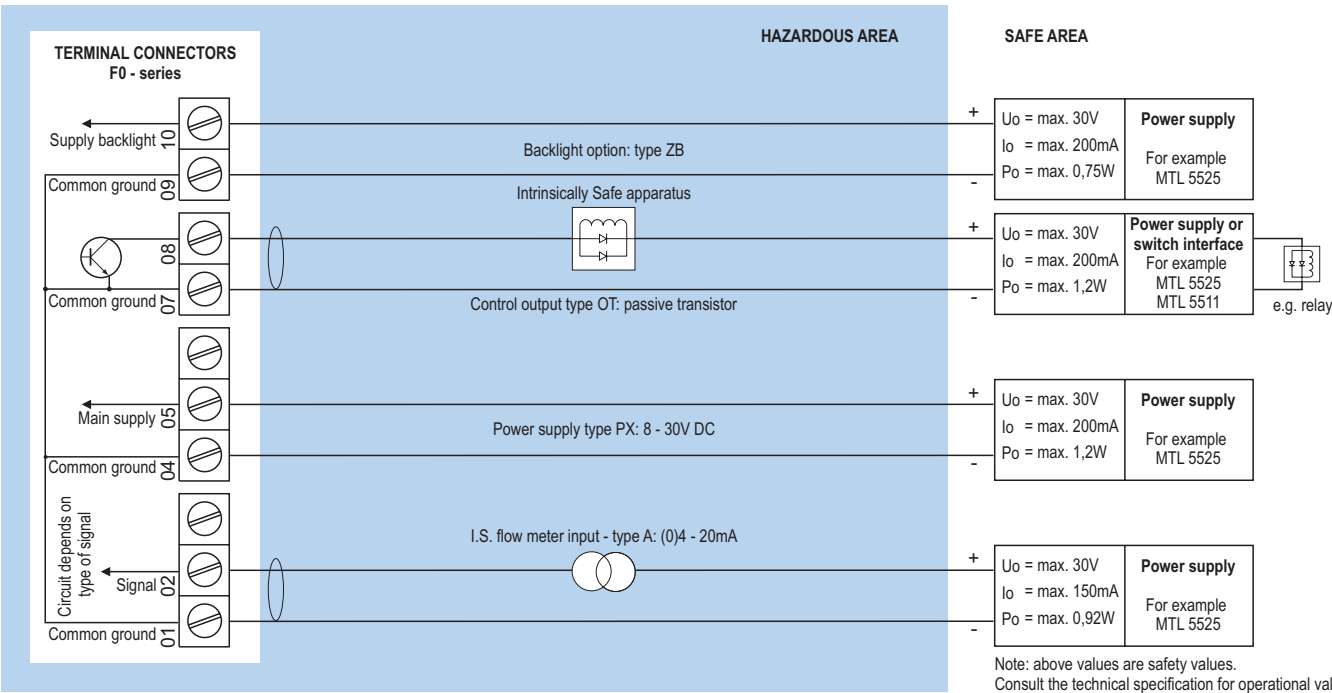 HAZARDOUS AREA
SAFE AREA
TERMINAL CONNECTORS
F0 - series
Supply backlight
10
Common ground
09
08
Common ground
07
Main supply
05
Common ground
04
Circuit depends on
type of signal
Signal
02
Common ground
01
Backlight option: type ZB
Intrinsically Safe apparatus
Control output type OT: passive transistor
Power supply type PX: 8 - 30V DC
I.S. flow meter input - type A: (0)4 - 20mA
+
-
Uo = max. 30V
Io = max. 200mA
Po = max. 0,75W
Power supply
For example
MTL 5525
+
-
Uo = max. 30V
Io = max. 200mA
Po = max. 1,2W
Power supply or
switch interface
For example
MTL 5525
MTL 5511
e.g. relay
+
-
Uo = max. 30V
Io = max. 200mA
Po = max. 1,2W
Power supply
For example
MTL 5525
+
-
Uo = max. 30V
Io = max. 150mA
Po = max. 0,92W
Power supply
For example
MTL 5525
Note: above values are safety values.
Consult the technical specification for operational val